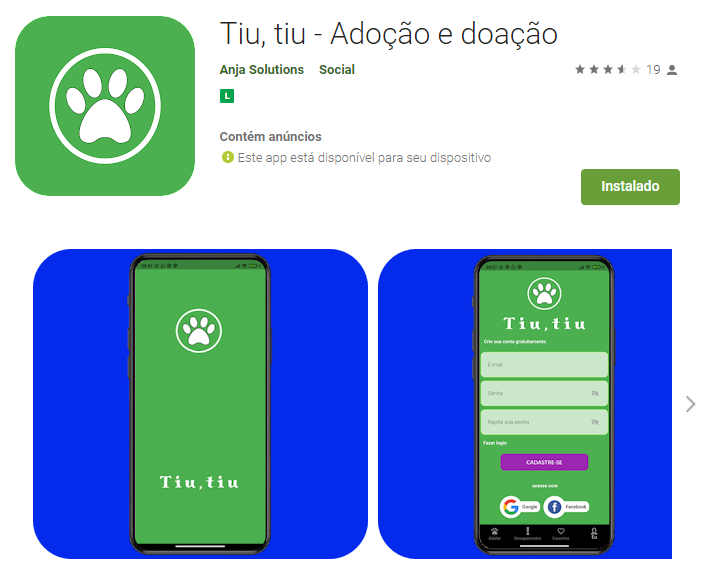 Tiu, tiu - Adoção e doação
Anja Solutions Social
19
L
Contém anúncios
Este app está disponível para seu dispositivo
Instalado
Tiu, tiu
Tiu, tiu
Crie sua conta gratuitamente.
E-mail
Senha
Repita sua senha
Fazer login
CADASTRE-SE
acesse com
Google Facebook
Adotar Desaparecidos Favoritos